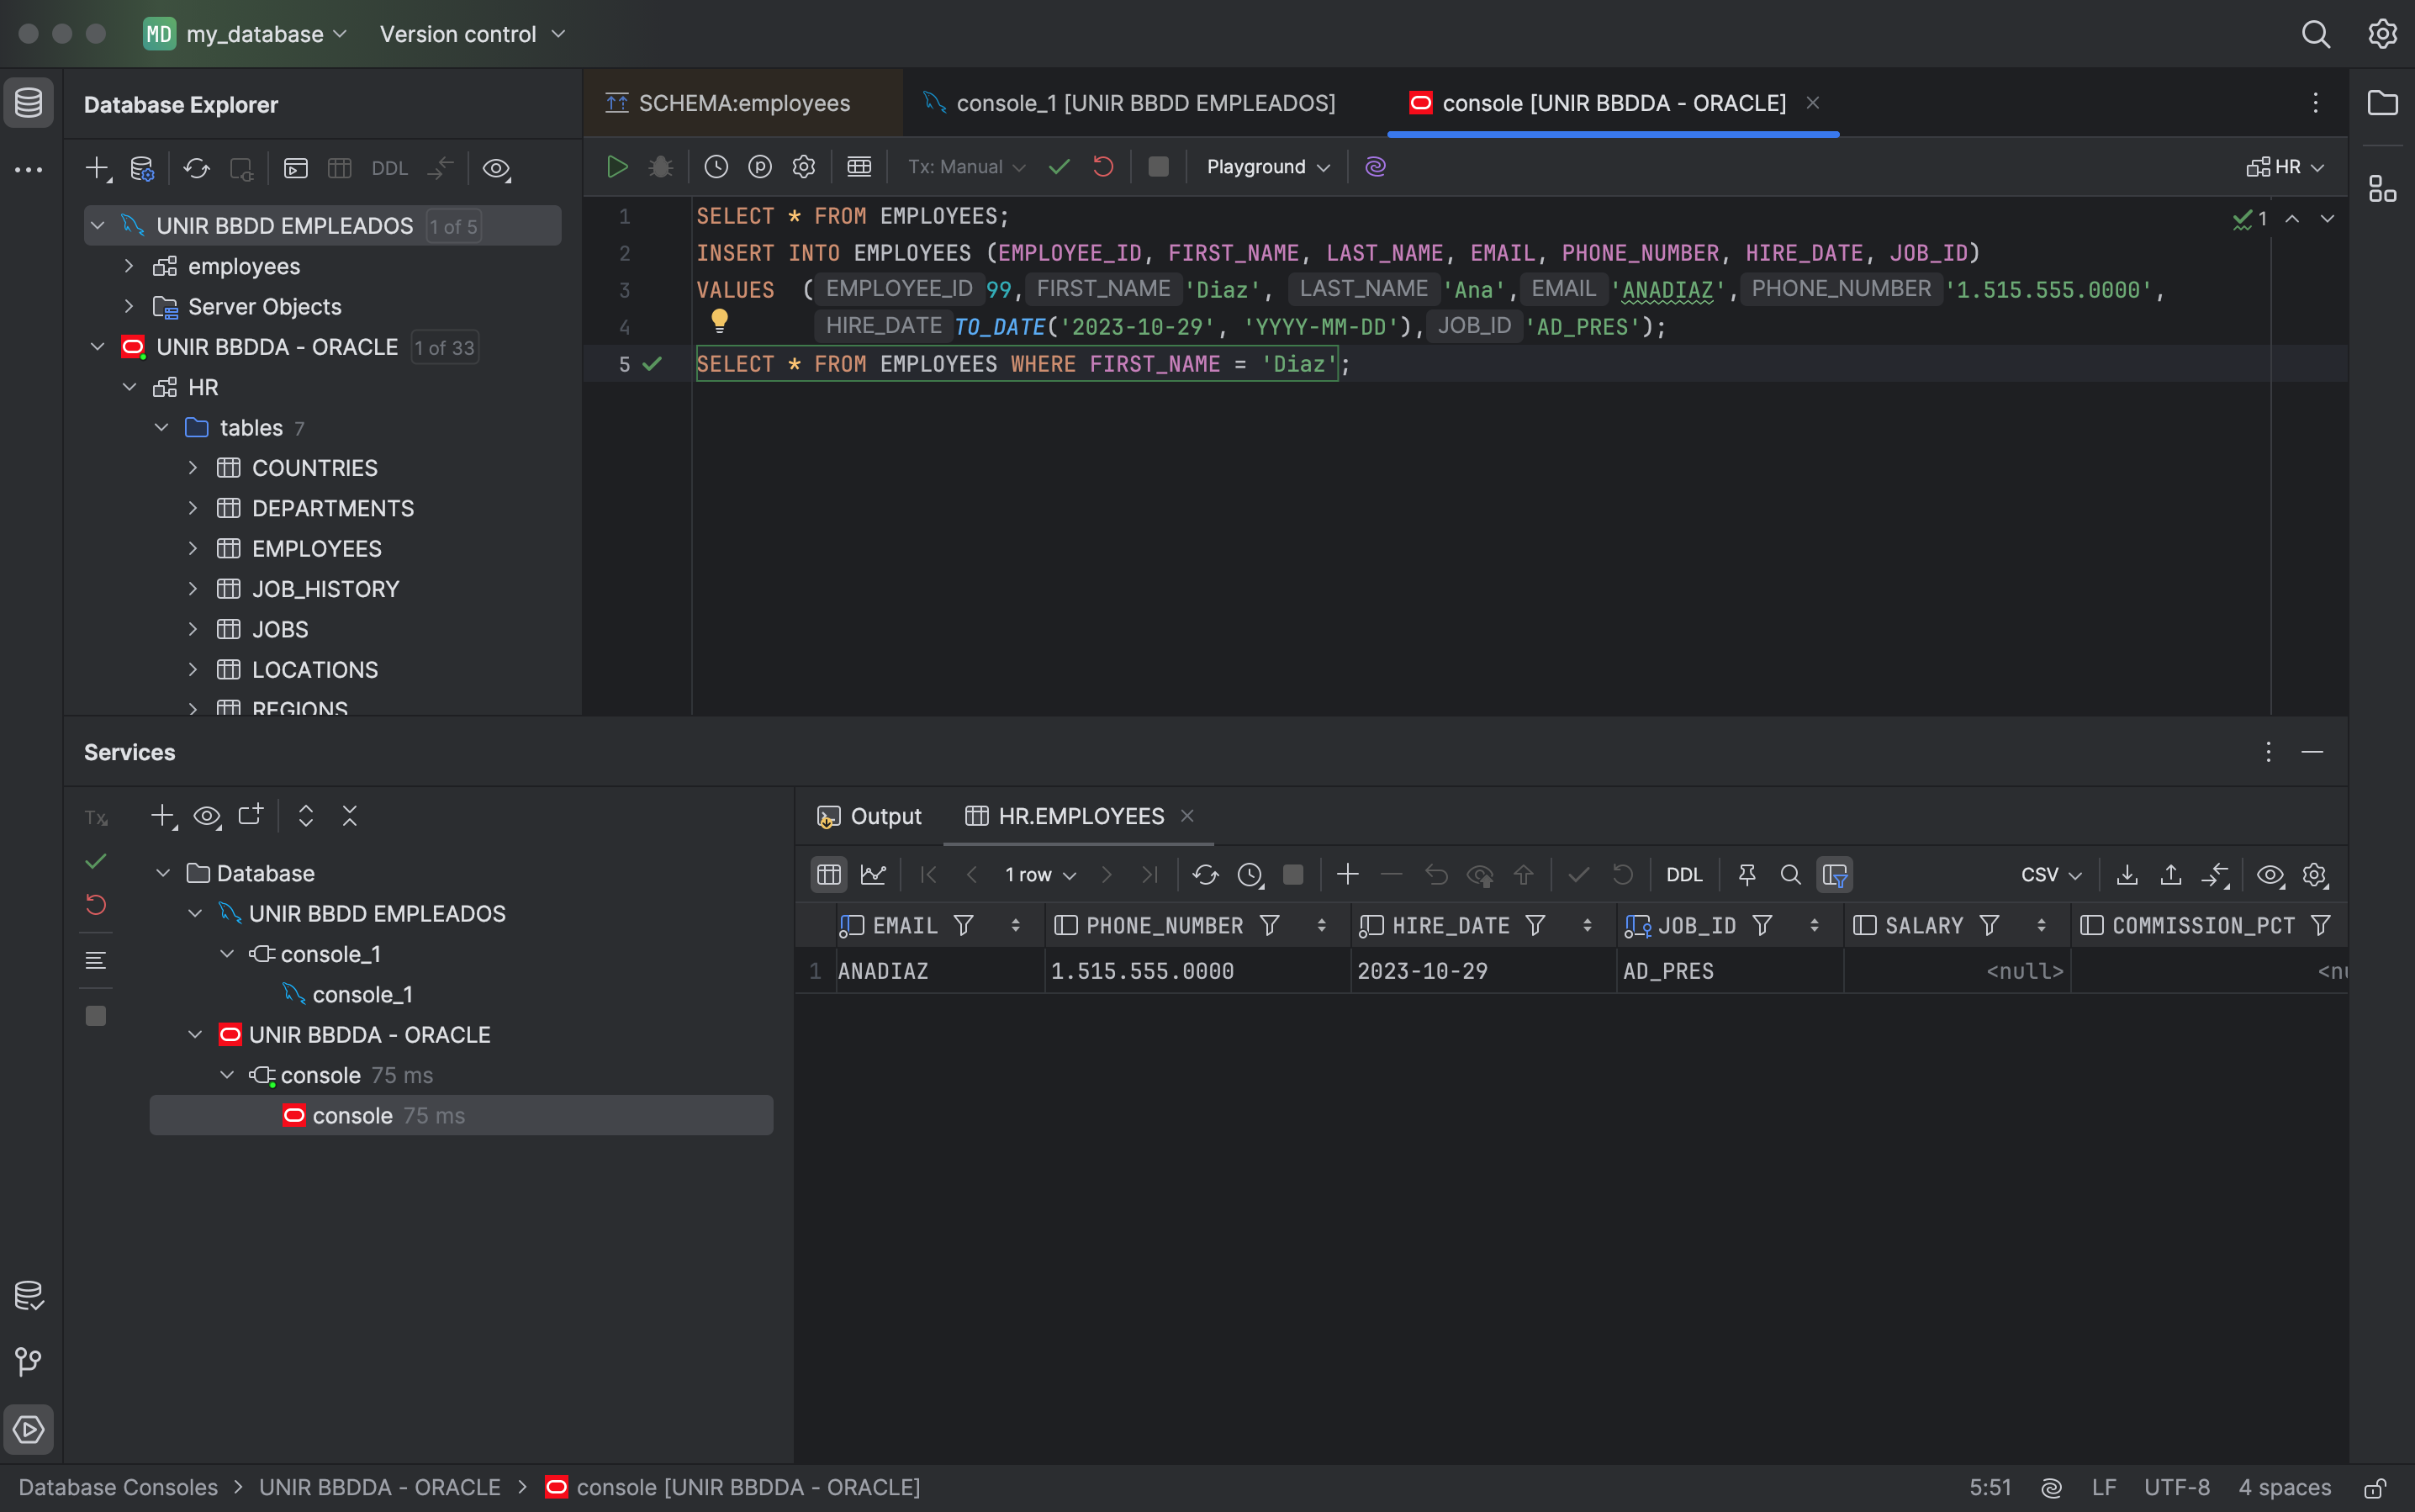 MD my_database Version control
Database Explorer
DDL
UNIR BBDD EMPLEADOS 1 of 5
employees
Server Objects
UNIR BBDDA - ORACLE 1 of 33
HR
tables 7
COUNTRIES
DEPARTMENTS
EMPLOYEES
JOB_HISTORY
JOBS
LOCATIONS
REGIONS
SCHEMA:employees console_1 [UNIR BBDD EMPLEADOS] console [UNIR BBDDA - ORACLE]
Tx: Manual Playground HR
1 SELECT * FROM EMPLOYEES; 1
2 INSERT INTO EMPLOYEES (EMPLOYEE_ID, FIRST_NAME, LAST_NAME, EMAIL, PHONE_NUMBER, HIRE_DATE, JOB_ID)
3 VALUES ( EMPLOYEE_ID 99, FIRST_NAME 'Diaz', LAST_NAME 'Ana', EMAIL 'ANADIAZ', PHONE_NUMBER '1.515.555.0000',
4 HIRE_DATE TO_DATE('2023-10-29', 'YYYY-MM-DD'), JOB_ID 'AD_PRES');
5 SELECT * FROM EMPLOYEES WHERE FIRST_NAME = 'Diaz';
Services
Tx
Database
UNIR BBDD EMPLEADOS
console_1
console_1
UNIR BBDDA - ORACLE
console 75 ms
console 75 ms
Output HR.EMPLOYEES
1 row DDL CSV
EMAIL PHONE_NUMBER HIRE_DATE JOB_ID SALARY COMMISSION_PCT
1 ANADIAZ 1.515.555.0000 2023-10-29 AD_PRES <null> <nu
Database Consoles > UNIR BBDDA - ORACLE > console [UNIR BBDDA - ORACLE] 5:51 LF UTF-8 4 spaces